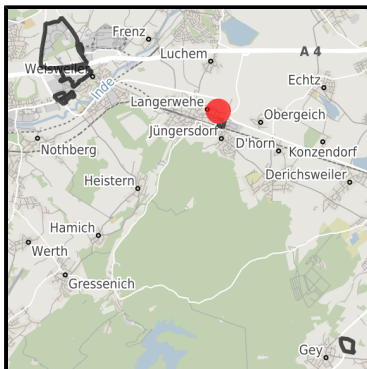 Frenz
Luchem
A 4
Weisweiler
Echtz
Inde
Langerwehe
Obergeich
Jüngersdorf
D'horn
Konzendorf
Nothberg
Derichsweiler
Heistern
Hamich
Werth
Gressenich
Gey